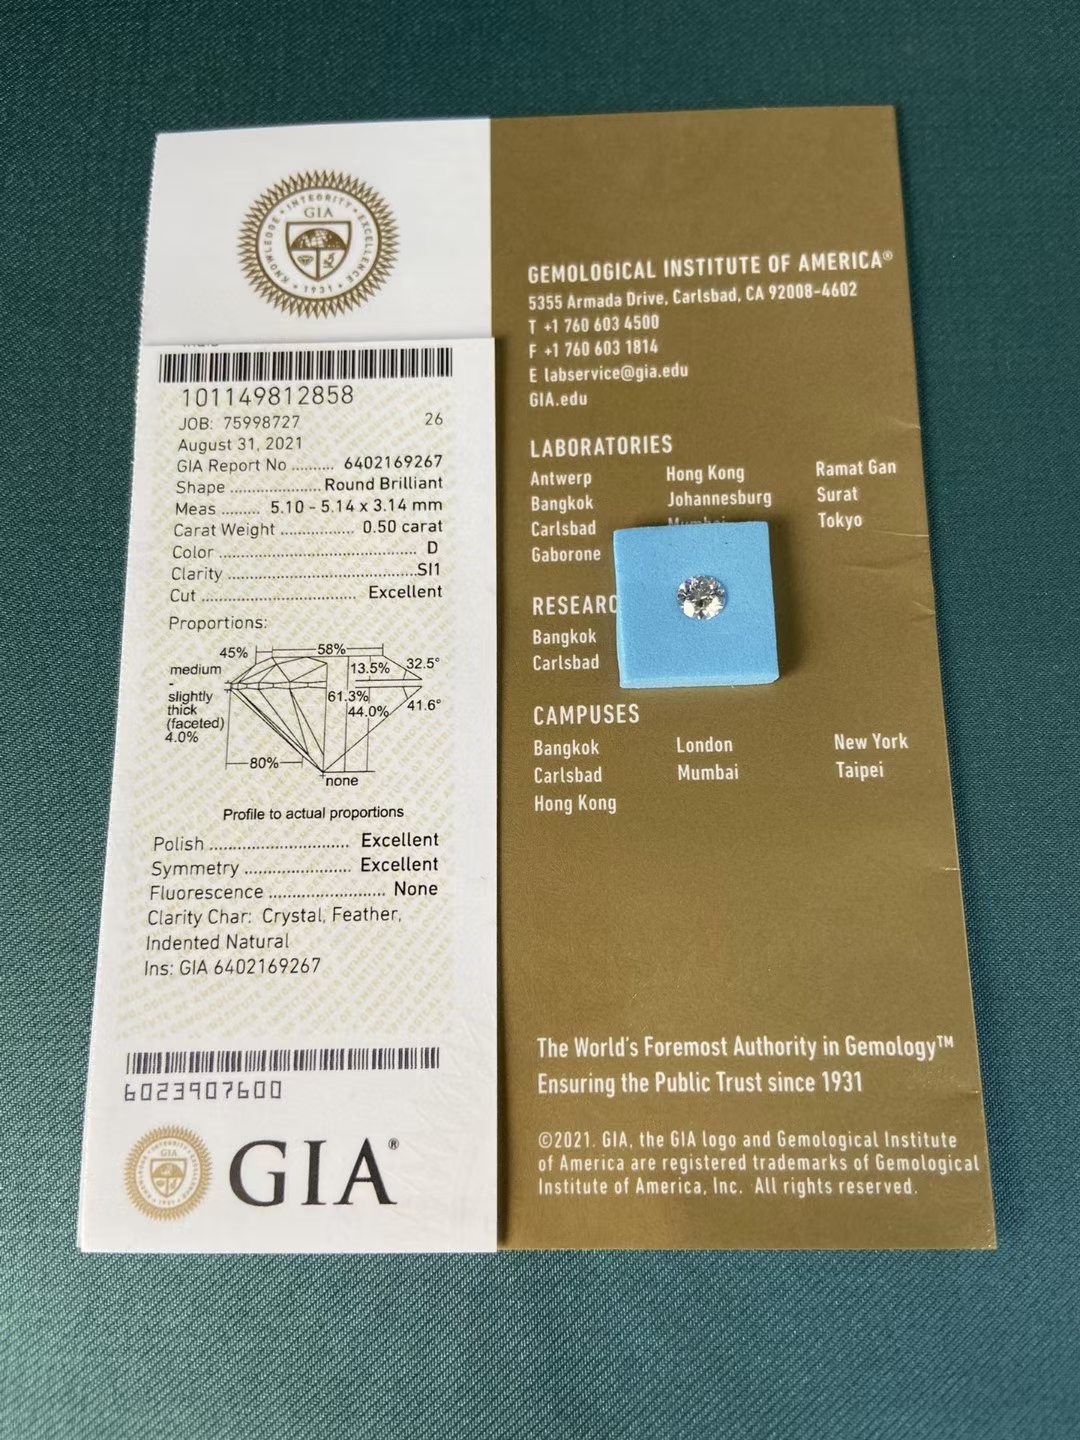 KNOWLEDGE • INTEGRITY • EXCELLENCE
GIA
1931
101149812858
JOB: 75998727 26
August 31, 2021
GIA Report No .......... 6402169267
Shape .................... Round Brilliant
Meas ......... 5.10 - 5.14 x 3.14 mm
Carat Weight ................ 0.50 carat
Color ............................................ D
Clarity ......................................... SI1
Cut ................................... Excellent
Proportions:
45% 58%
medium
-
slightly
thick
(faceted)
4.0%
13.5% 32.5°
61.3%
44.0% 41.6°
80%
none
Profile to actual proportions
Polish ............................. Excellent
Symmetry ...................... Excellent
Fluorescence ........................ None
Clarity Char: Crystal, Feather,
Indented Natural
Ins: GIA 6402169267
6023907600
GIA®
GEMOLOGICAL INSTITUTE OF AMERICA®
5355 Armada Drive, Carlsbad, CA 92008-4602
T +1 760 603 4500
F +1 760 603 1814
E labservice@gia.edu
GIA.edu
LABORATORIES
Antwerp Hong Kong Ramat Gan
Bangkok Johannesburg Surat
Carlsbad Mumbai Tokyo
Gaborone
RESEARC
Bangkok
Carlsbad
CAMPUSES
Bangkok London New York
Carlsbad Mumbai Taipei
Hong Kong
The World's Foremost Authority in Gemology™
Ensuring the Public Trust since 1931
©2021. GIA, the GIA logo and Gemological Institute
of America are registered trademarks of Gemological
Institute of America, Inc. All rights reserved.